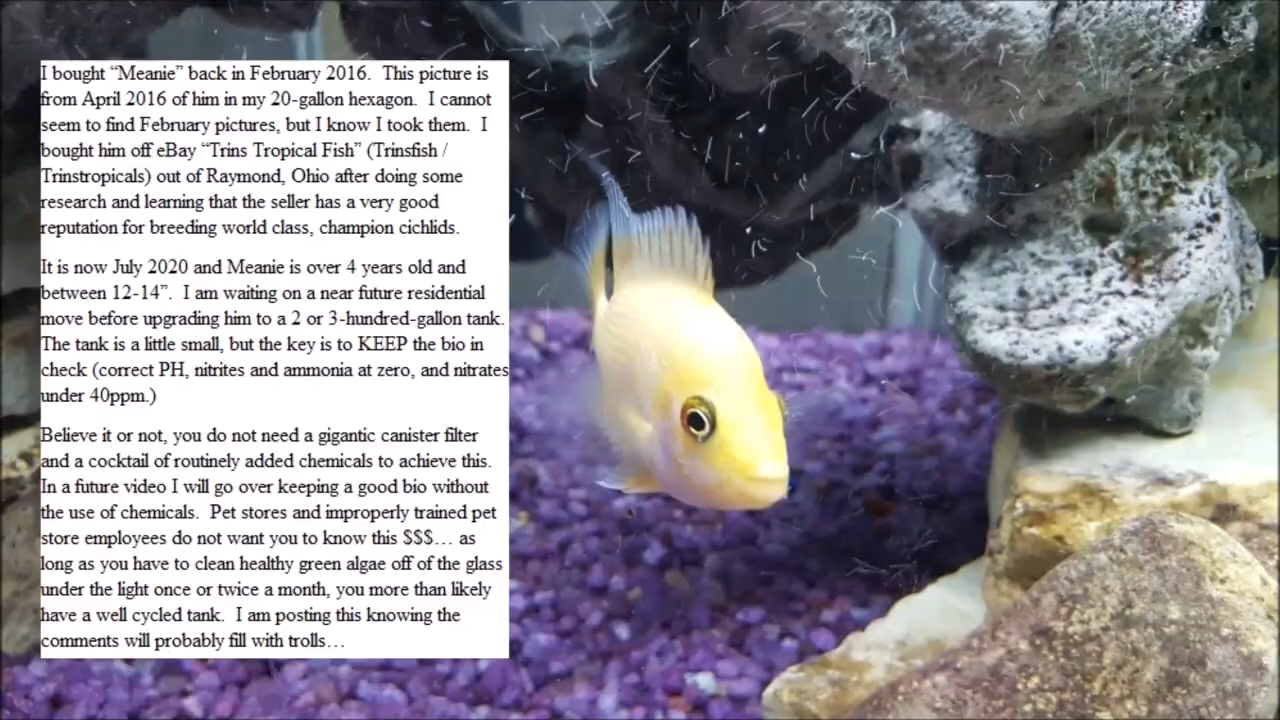 I bought “Meanie” back in February 2016.  This picture is
from April 2016 of him in my 20-gallon hexagon.  I cannot
seem to find February pictures, but I know I took them.  I
bought him off eBay “Trins Tropical Fish” (Trinsfish /
Trinstropicals) out of Raymond, Ohio after doing some
research and learning that the seller has a very good
reputation for breeding world class, champion cichlids.
It is now July 2020 and Meanie is over 4 years old and
between 12-14”.  I am waiting on a near future residential
move before upgrading him to a 2 or 3-hundred-gallon tank.
The tank is a little small, but the key is to KEEP the bio in
check (correct PH, nitrites and ammonia at zero, and nitrates
under 40ppm.)
Believe it or not, you do not need a gigantic canister filter
and a cocktail of routinely added chemicals to achieve this.
In a future video I will go over keeping a good bio without
the use of chemicals.  Pet stores and improperly trained pet
store employees do not want you to know this $$$… as
long as you have to clean healthy green algae off of the glass
under the light once or twice a month, you more than likely
have a well cycled tank.  I am posting this knowing the
comments will probably fill with trolls…